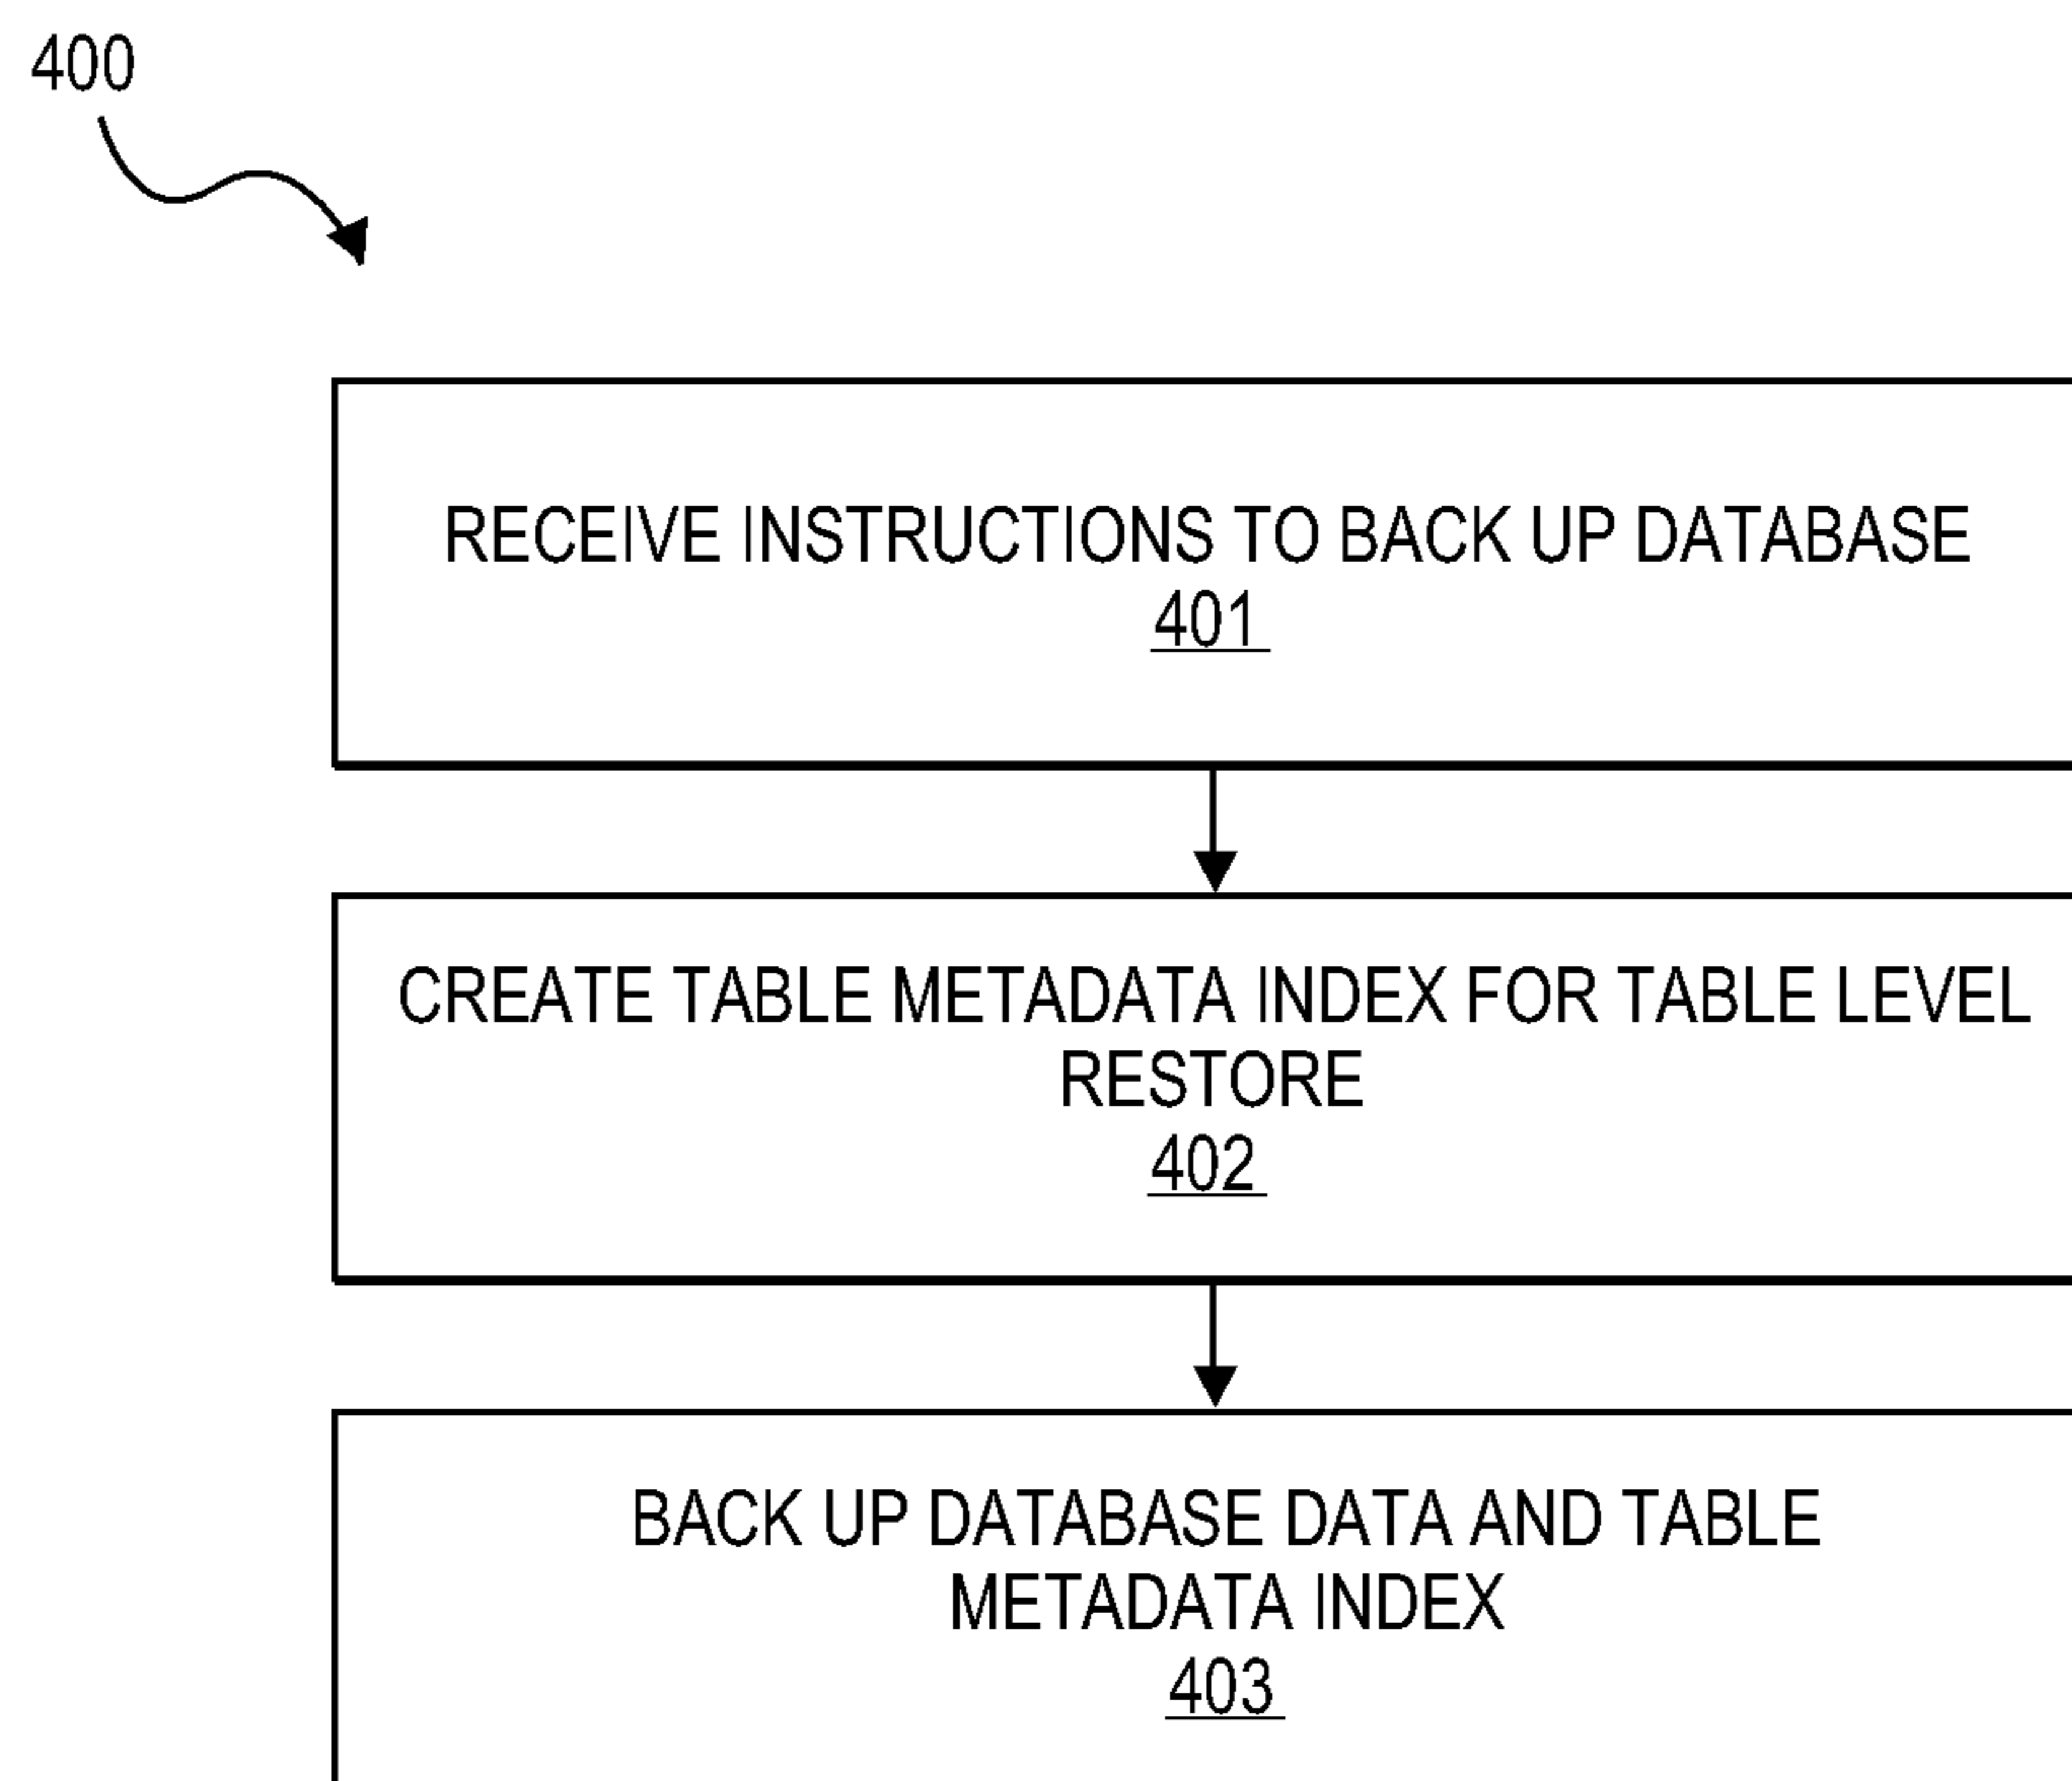 400
RECEIVE INSTRUCTIONS TO BACK UP DATABASE
401
CREATE TABLE METADATA INDEX FOR TABLE LEVEL
RESTORE
402
BACK UP DATABASE DATA AND TABLE
METADATA INDEX
403